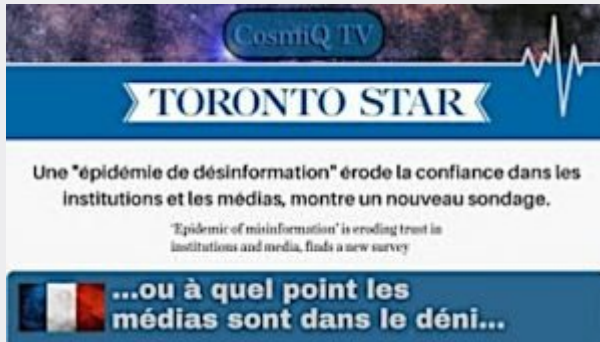 CosmiQ TV
TORONTO STAR
Une "épidémie de désinformation" érode la confiance dans les
institutions et les médias, montre un nouveau sondage.
'Epidemic of misinformation' is eroding trust in
institutions and media, finds a new survey
...ou à quel point les
médias sont dans le déni...